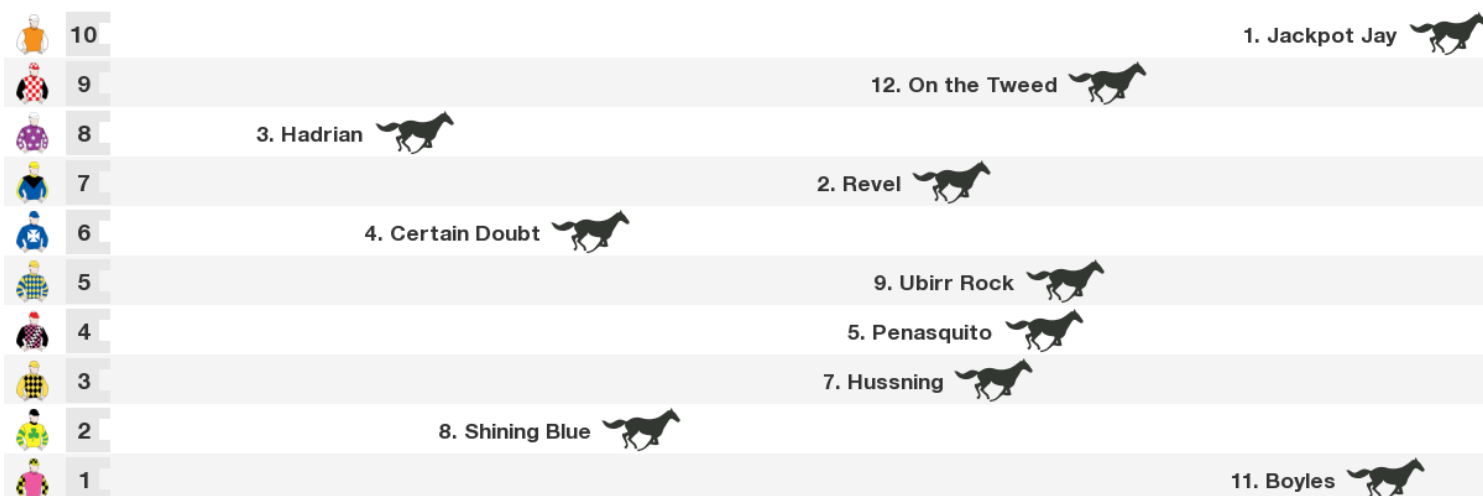 10 1. Jackpot Jay
9 12. On the Tweed
8 3. Hadrian
7 2. Revel
6 4. Certain Doubt
5 9. Ubirr Rock
4 5. Penasquito
3 7. Hussning
2 8. Shining Blue
1 11. Boyles